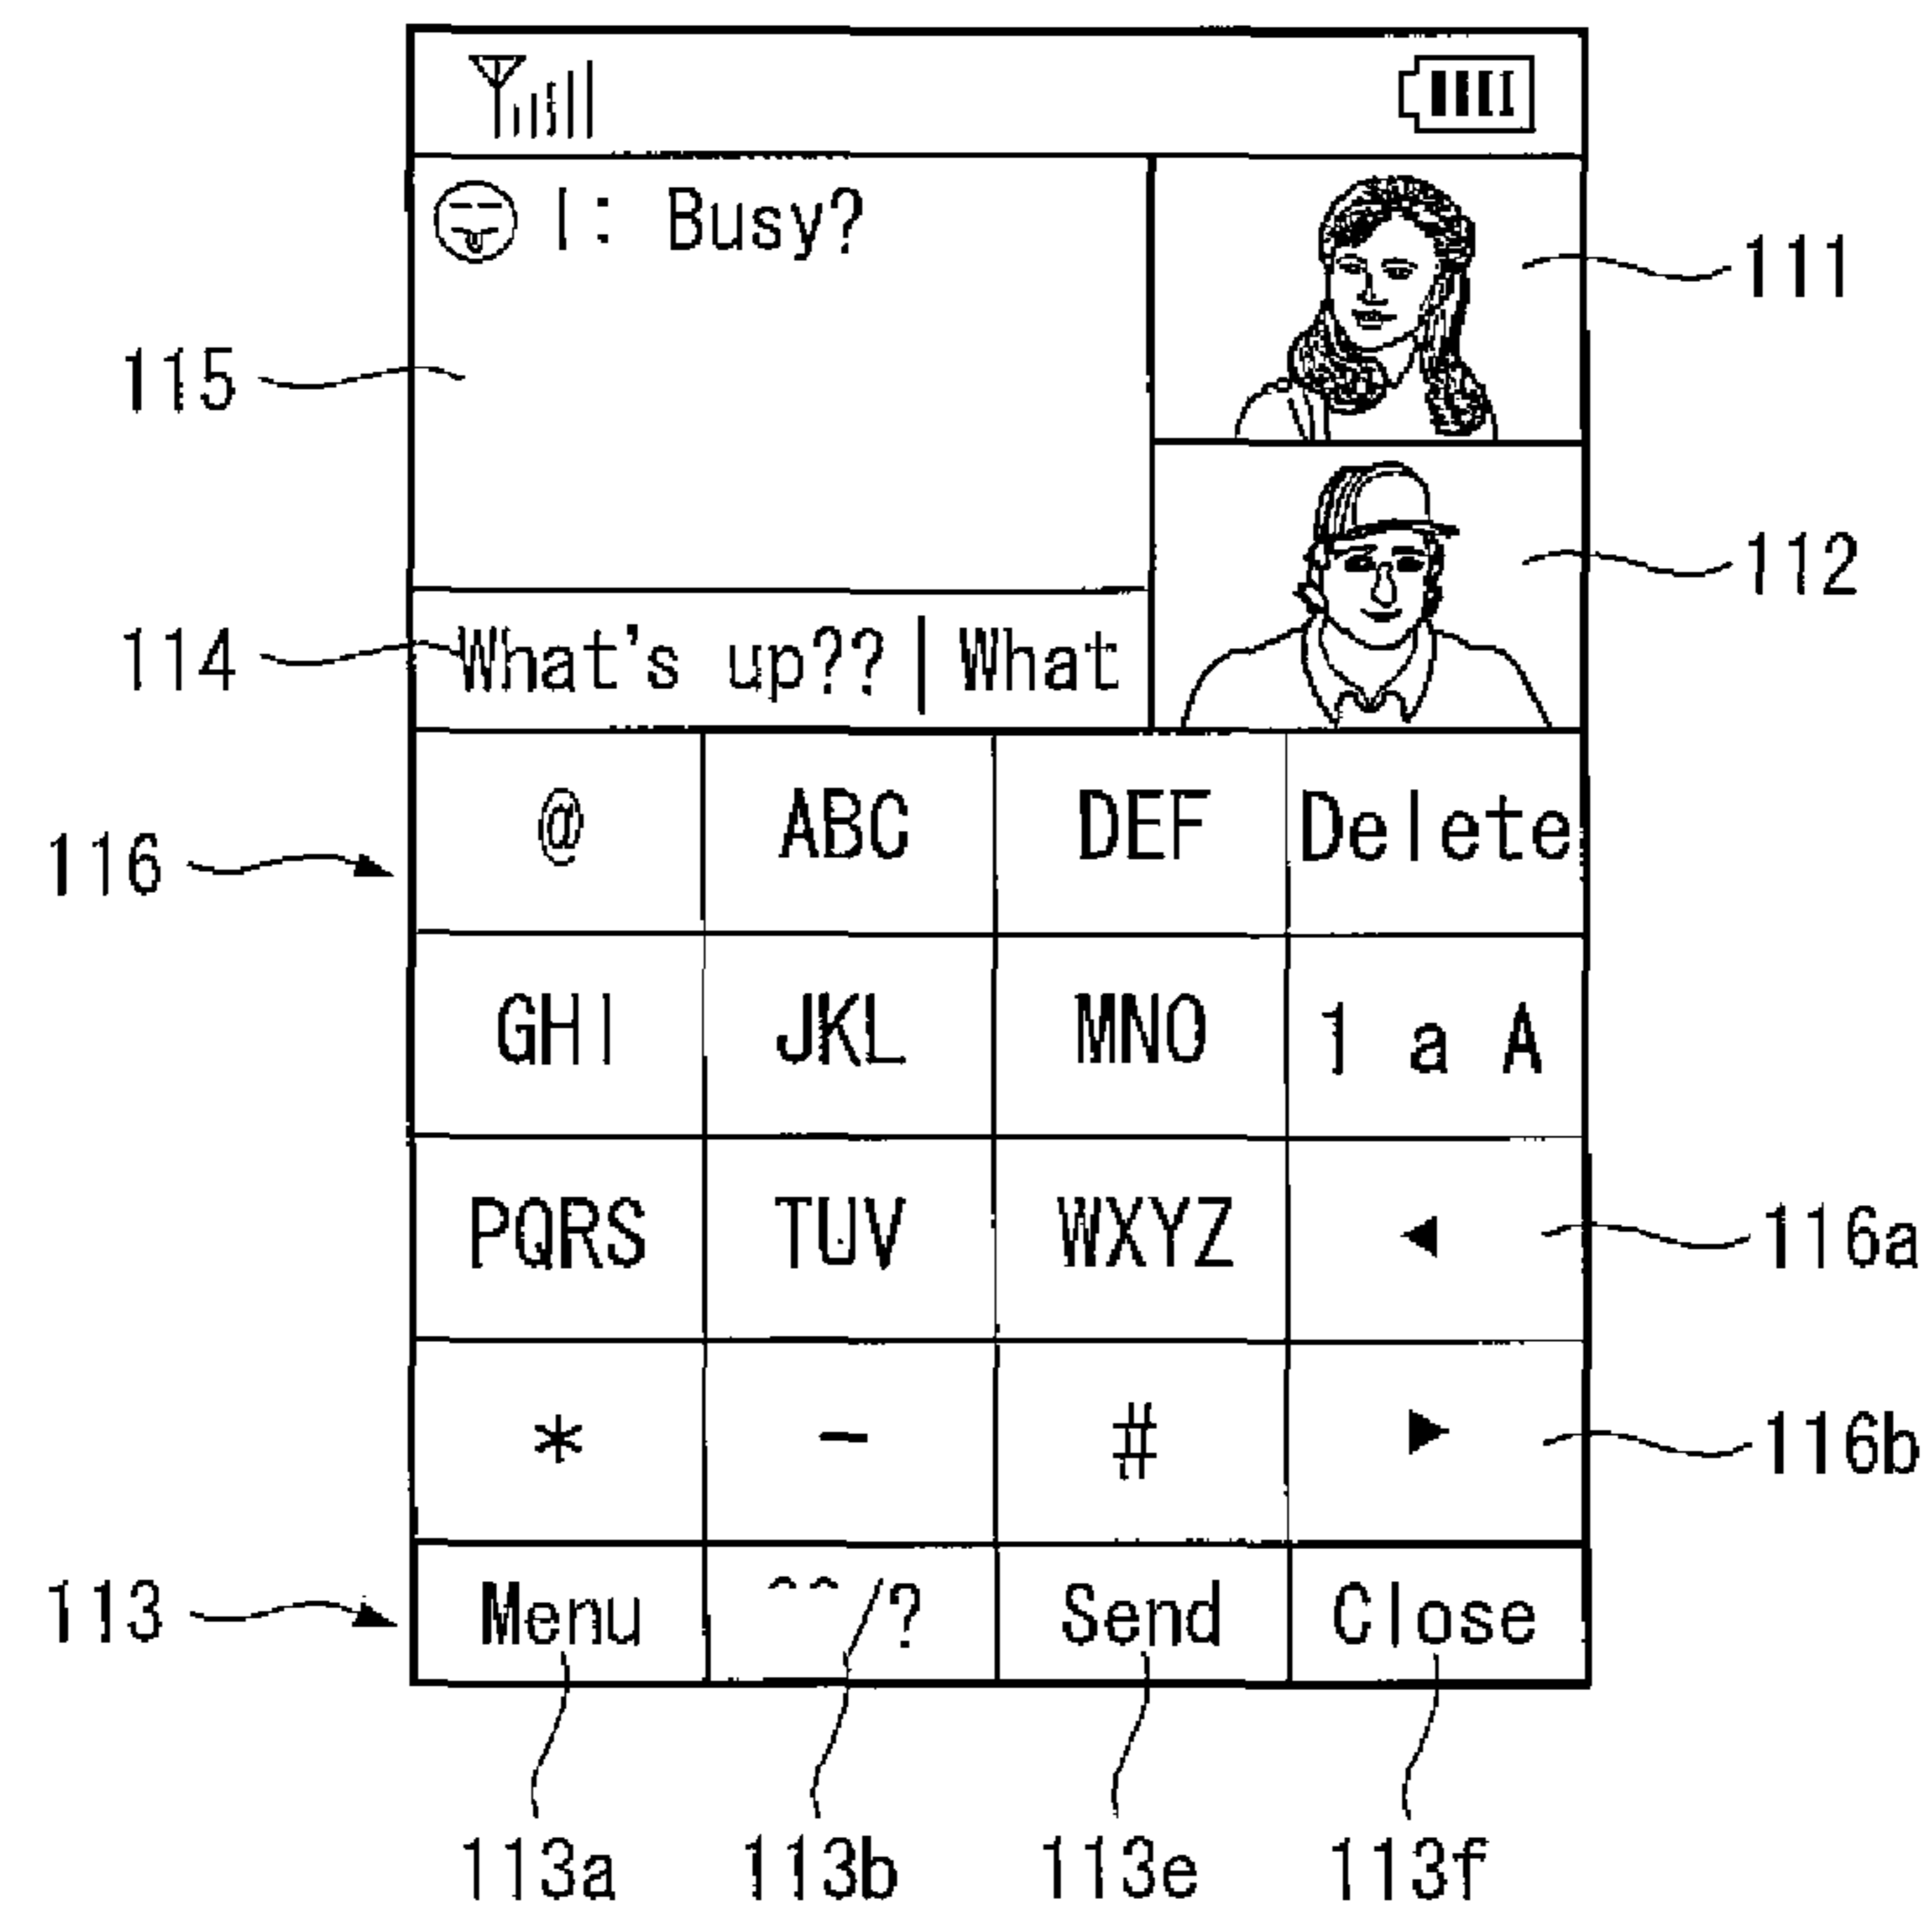 I: Busy?
111
115
112
114
What's up??|What
@ ABC DEF Delete
116
GHI JKL MNO 1 a A
PQRS TUV WXYZ ◀ 116a
* - # ▶ 116b
113
Menu ^^/? Send Close
113a 113b 113e 113f